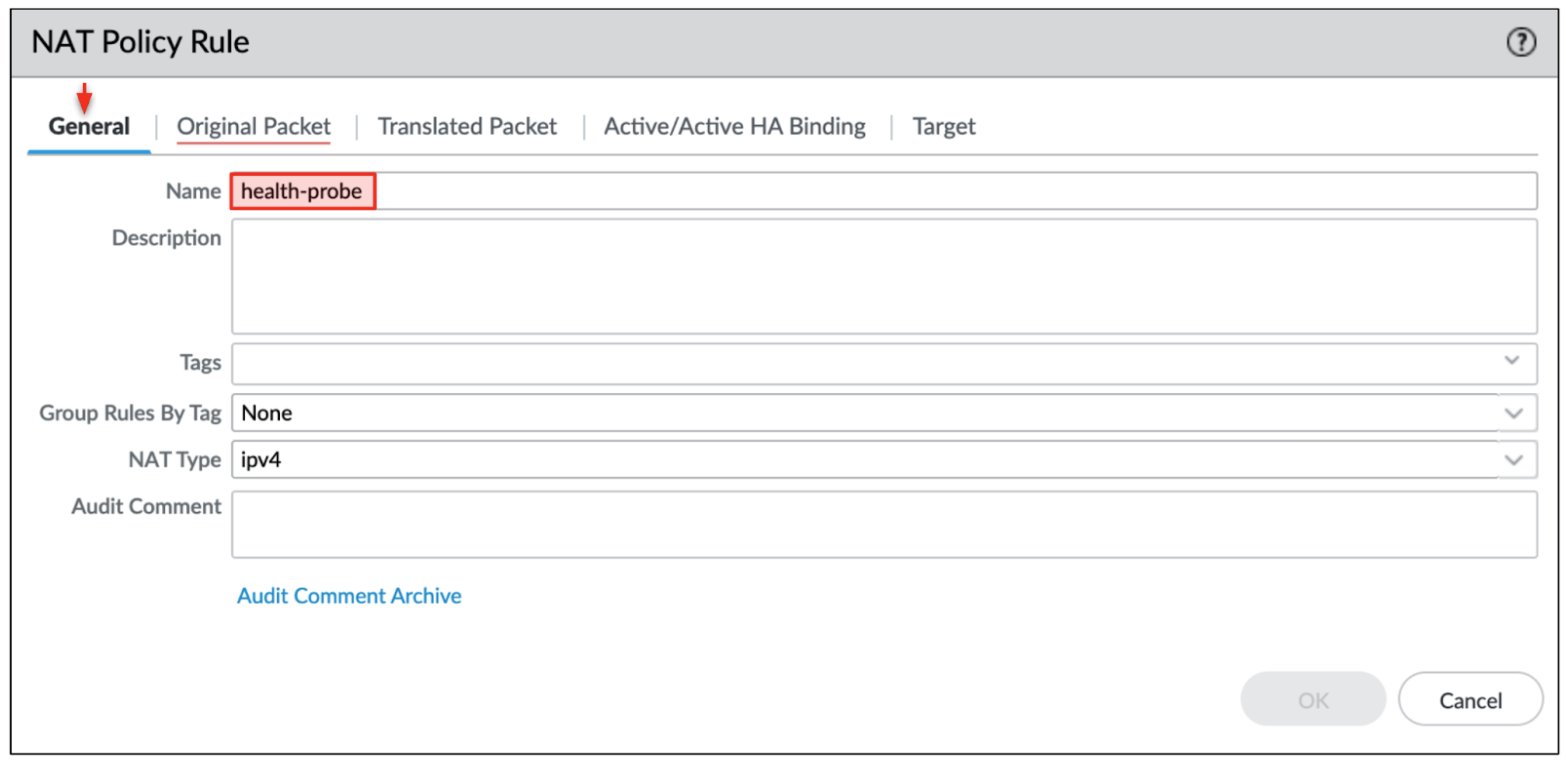 NAT Policy Rule
?
General | Original Packet | Translated Packet | Active/Active HA Binding | Target
Name health-probe
Description
Tags
Group Rules By Tag None
NAT Type ipv4
Audit Comment
Audit Comment Archive
OK Cancel